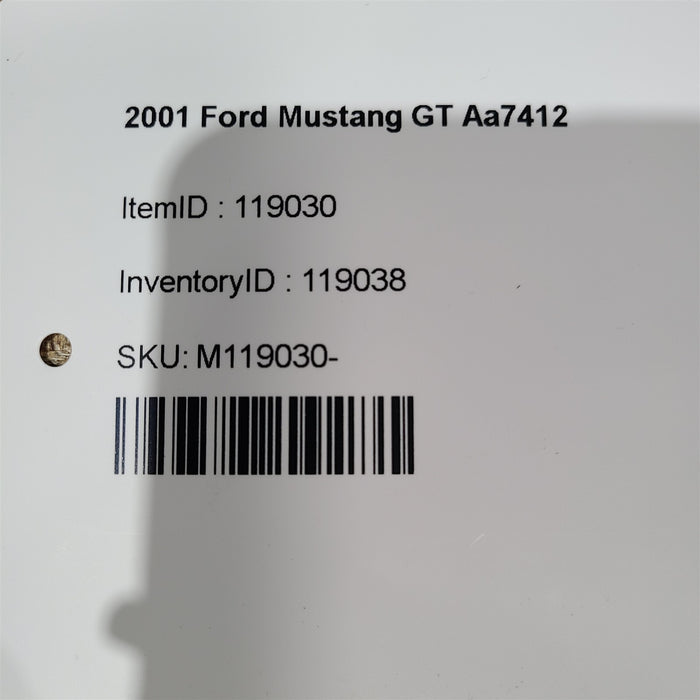 2001 Ford Mustang GT Aa7412
ItemID : 119030
InventoryID : 119038
SKU: M119030-